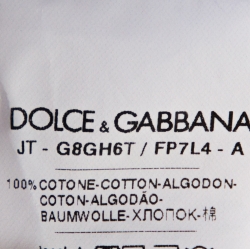 DOLCE & GABBANA
JT - G8GH6T / FP7L4 - A
100% COTONE-COTTON-ALGODON-
COTON-ALGODÃO-
BAUMWOLLE-ХЛОПОК-棉